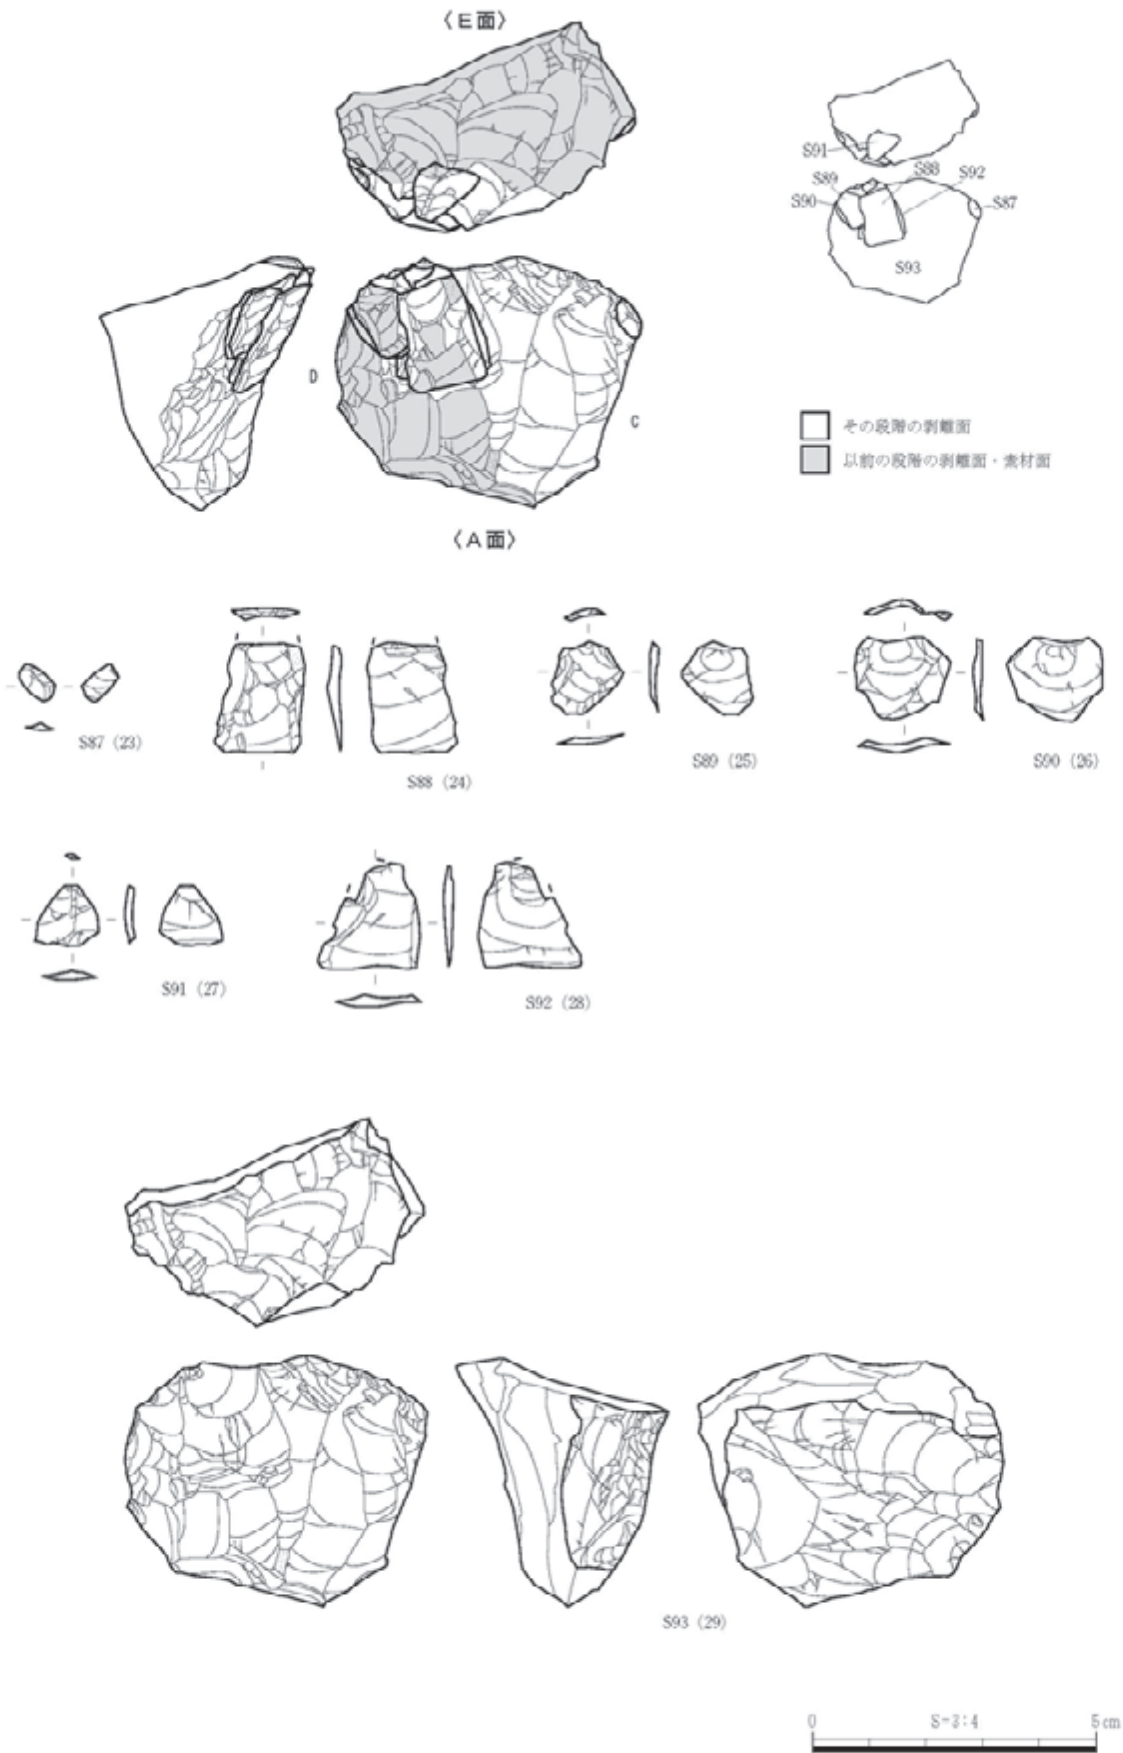 〈E面〉
S91
S88
S89
S92
S90
S87
S93
D
C
その段階の剥離面
以前の段階の剥離面・素材面
〈A面〉
S87 (23)
S88 (24)
S89 (25)
S90 (26)
S91 (27)
S92 (28)
S93 (29)
0
S=3:4
5cm